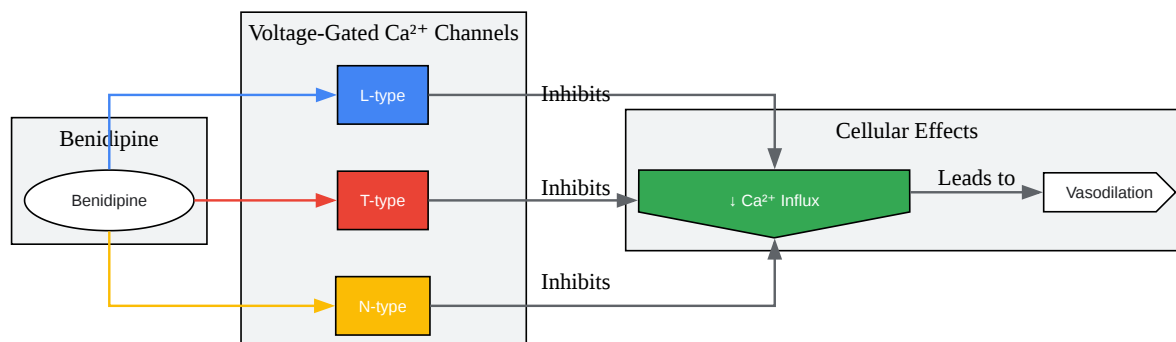 Voltage-Gated Ca²⁺ Channels
L-type
Inhibits
Benidipine
Cellular Effects
Benidipine
T-type
Inhibits
↓ Ca²⁺ Influx
Leads to
Vasodilation
N-type
Inhibits